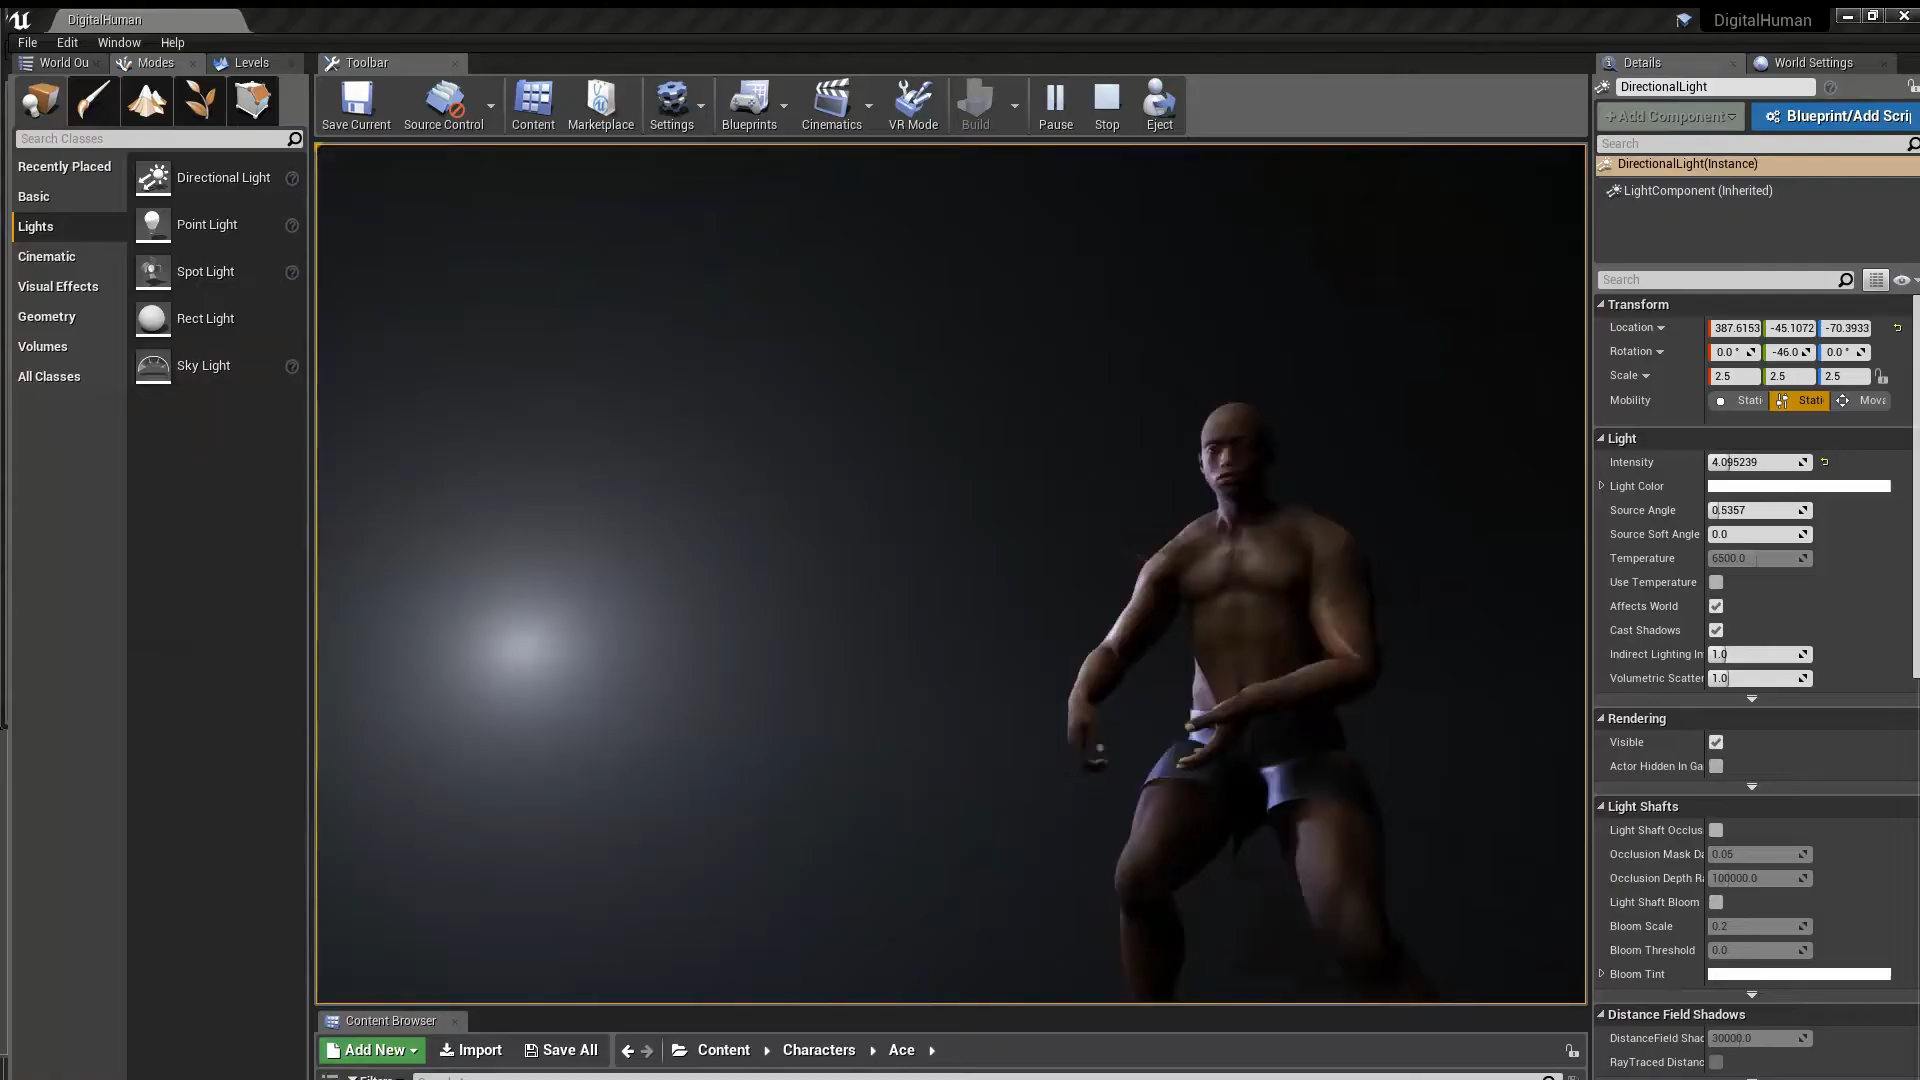 DigitalHuman
DigitalHuman
File Edit Window Help
World Ou Modes Levels
Toolbar
Details World Settings
Search Classes
Recently Placed
Basic
Lights
Cinematic
Visual Effects
Geometry
Volumes
All Classes
Directional Light
Point Light
Spot Light
Rect Light
Sky Light
Save Current Source Control Content Marketplace Settings Blueprints Cinematics VR Mode Build Pause Stop Eject
DirectionalLight
+Add Component Blueprint/Add Scri
Search
DirectionalLight(Instance)
LightComponent (Inherited)
Search
Transform
Location 387.6153 -45.1072 -70.3933
Rotation 0.0 ° -46.0 0.0 °
Scale 2.5 2.5 2.5
Mobility Stati Stati Mova
Light
Intensity 4.095239
Light Color
Source Angle 0.5357
Source Soft Angle 0.0
Temperature 6500.0
Use Temperature
Affects World
Cast Shadows
Indirect Lighting In 1.0
Volumetric Scatter 1.0
Rendering
Visible
Actor Hidden In Ga
Light Shafts
Light Shaft Occlus
Occlusion Mask Da 0.05
Occlusion Depth Ra 100000.0
Light Shaft Bloom
Bloom Scale 0.2
Bloom Threshold 0.0
Bloom Tint
Distance Field Shadows
DistanceField Shad 30000.0
RayTraced Distanc
Content Browser
Add New Import Save All Content Characters Ace
Filters